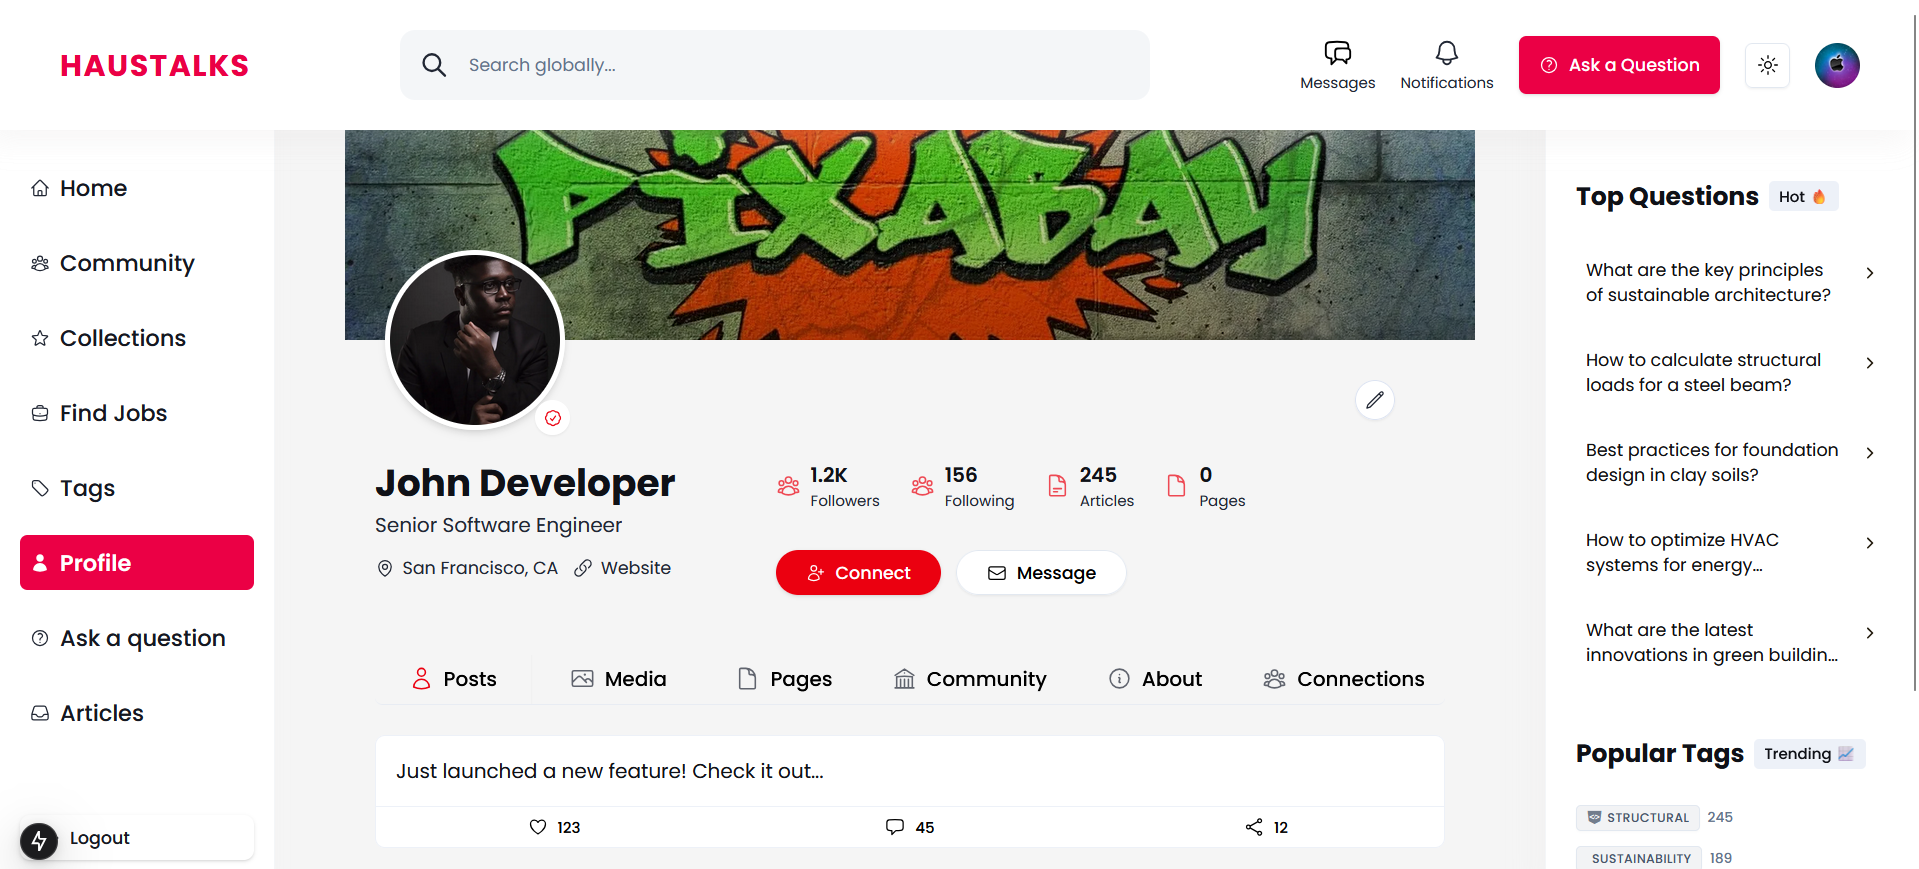 HAUSTALKS
Search globally...
Messages
Notifications
Ask a Question
Home
Community
Collections
Find Jobs
Tags
Profile
Ask a question
Articles
Logout
PIXABAY
John Developer
Senior Software Engineer
San Francisco, CA
Website
1.2K
Followers
156
Following
245
Articles
0
Pages
Connect
Message
Posts
Media
Pages
Community
About
Connections
Just launched a new feature! Check it out...
123
45
12
Top Questions
Hot
What are the key principles
of sustainable architecture?
How to calculate structural
loads for a steel beam?
Best practices for foundation
design in clay soils?
How to optimize HVAC
systems for energy...
What are the latest
innovations in green buildin...
Popular Tags
Trending
STRUCTURAL 245
SUSTAINABILITY 189